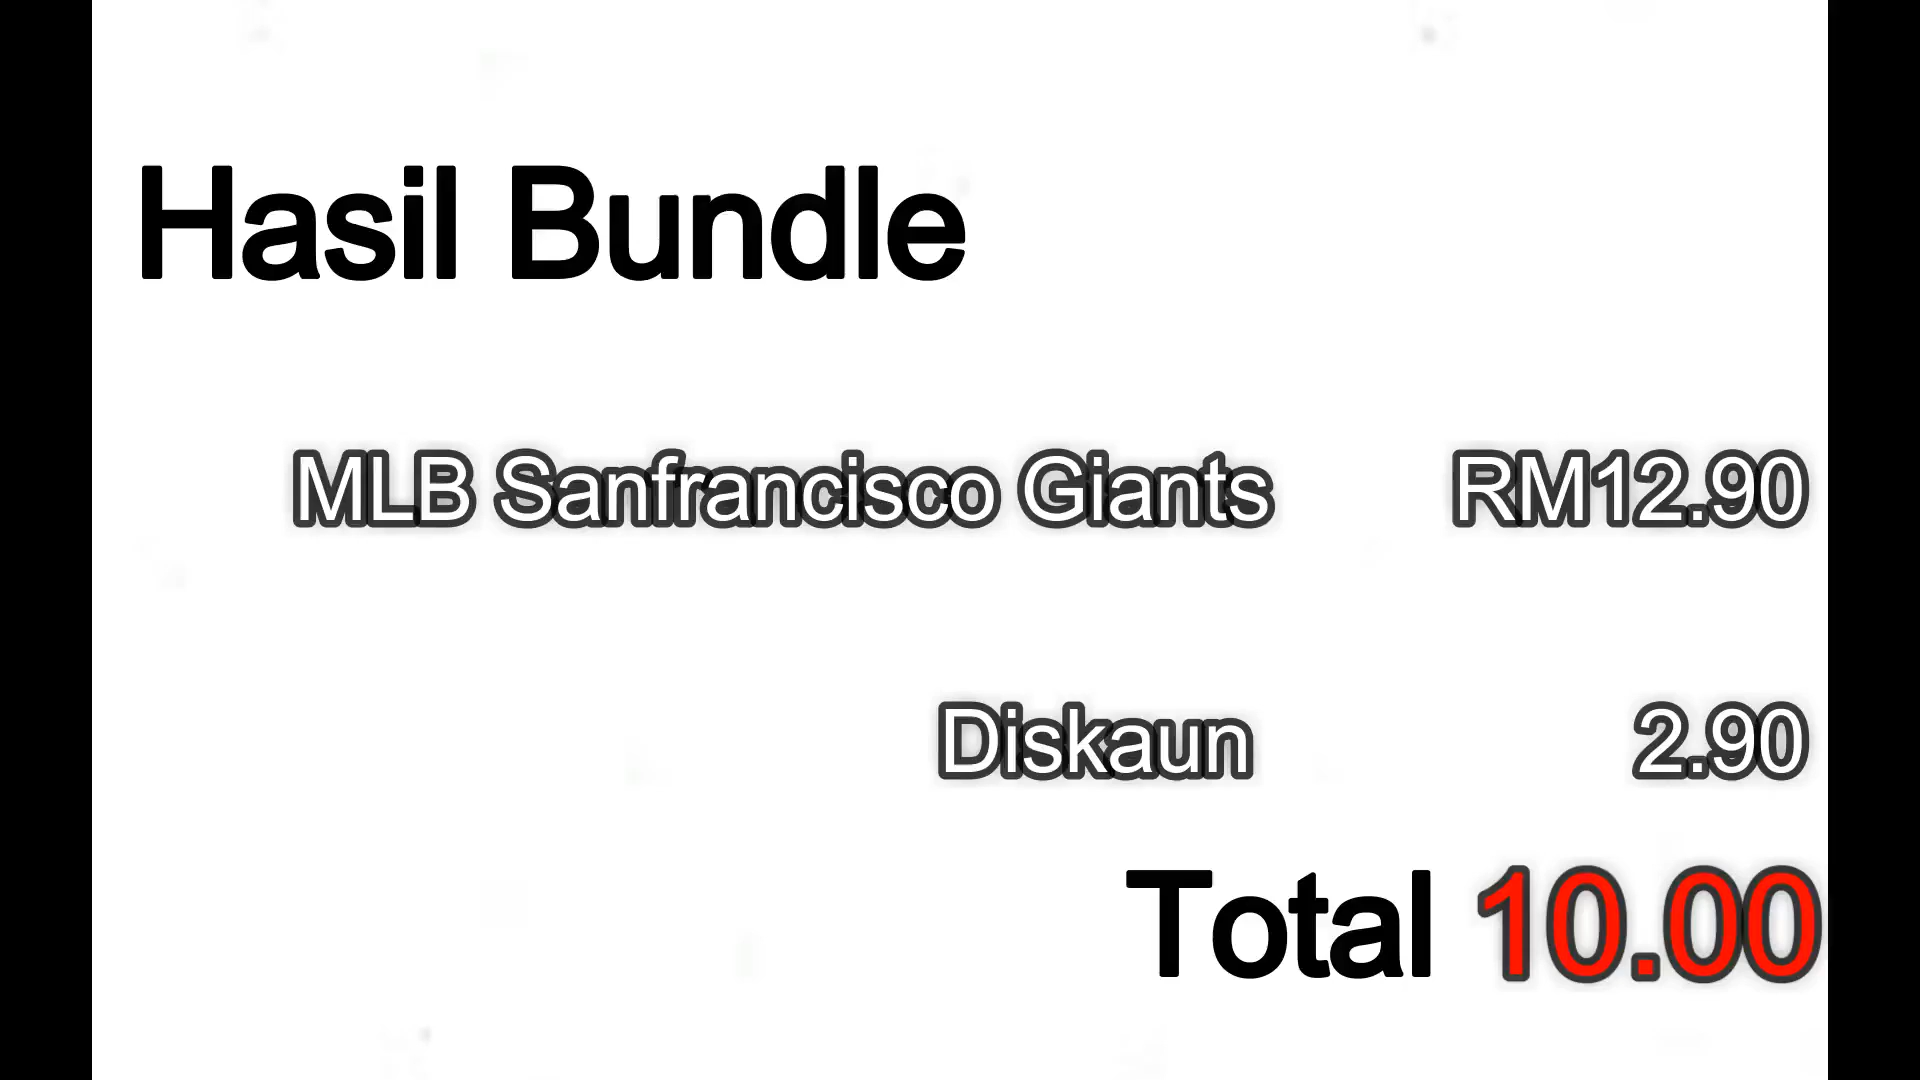 Hasil Bundle
MLB Sanfrancisco Giants RM12.90
Diskaun 2.90
Total 10.00